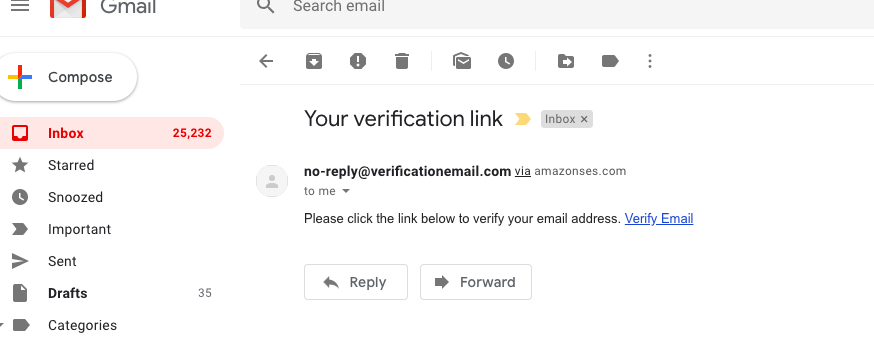 Gmail
Search email
Compose
Your verification link Inbox ×
Inbox 25,232
Starred
no-reply@verificationemail.com via amazonses.com
to me
Snoozed
Please click the link below to verify your email address. Verify Email
Important
Sent
Reply Forward
Drafts 35
Categories